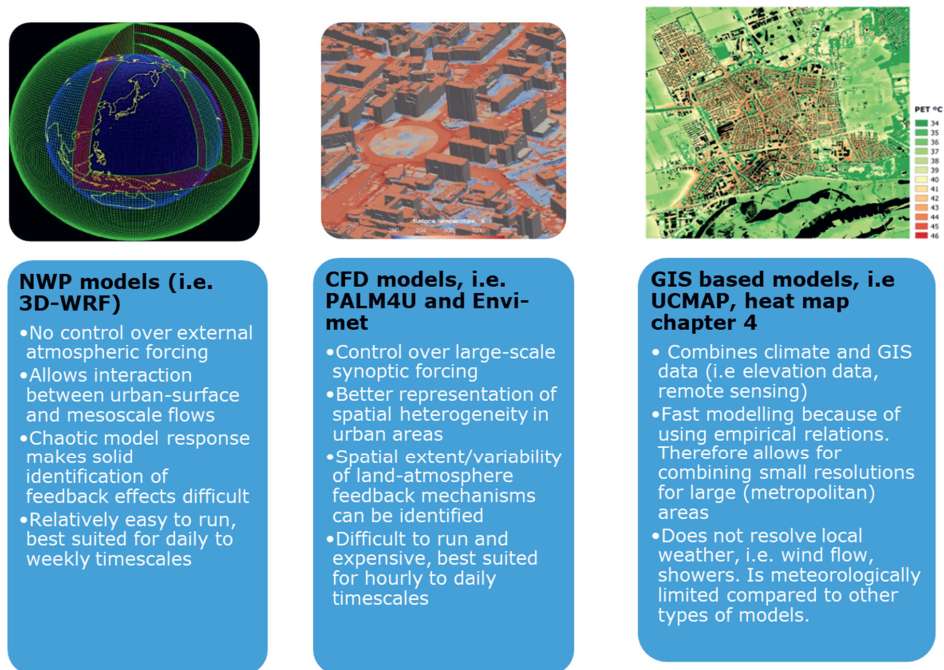 surface temperature, K
PET ºC
34
35
36
37
38
39
40
41
42
43
44
45
46
NWP models (i.e.
3D-WRF)
•No control over external
atmospheric forcing
•Allows interaction
between urban-surface
and mesoscale flows
•Chaotic model response
makes solid
identification of
feedback effects difficult
•Relatively easy to run,
best suited for daily to
weekly timescales
CFD models, i.e.
PALM4U and Envi-
met
•Control over large-scale
synoptic forcing
•Better representation of
spatial heterogeneity in
urban areas
•Spatial extent/variability
of land-atmosphere
feedback mechanisms
can be identified
•Difficult to run and
expensive, best suited
for hourly to daily
timescales
GIS based models, i.e
UCMAP, heat map
chapter 4
• Combines climate and GIS
data (i.e elevation data,
remote sensing)
•Fast modelling because of
using empirical relations.
Therefore allows for
combining small resolutions
for large (metropolitan)
areas
•Does not resolve local
weather, i.e. wind flow,
showers. Is meteorologically
limited compared to other
types of models.